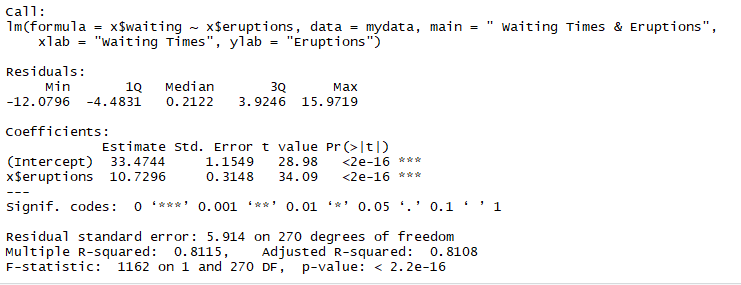 Call:
lm(formula = x$waiting ~ x$eruptions, data = mydata, main = " Waiting Times & Eruptions",
    xlab = "Waiting Times", ylab = "Eruptions")
Residuals:
     Min       1Q   Median       3Q      Max
-12.0796  -4.4831   0.2122   3.9246  15.9719
Coefficients:
            Estimate Std. Error t value Pr(>|t|)
(Intercept)  33.4744     1.1549   28.98   <2e-16 ***
x$eruptions  10.7296     0.3148   34.09   <2e-16 ***
---
Signif. codes:  0 ‘***’ 0.001 ‘**’ 0.01 ‘*’ 0.05 ‘.’ 0.1 ‘ ’ 1
Residual standard error: 5.914 on 270 degrees of freedom
Multiple R-squared:  0.8115,    Adjusted R-squared:  0.8108
F-statistic:  1162 on 1 and 270 DF,  p-value: < 2.2e-16